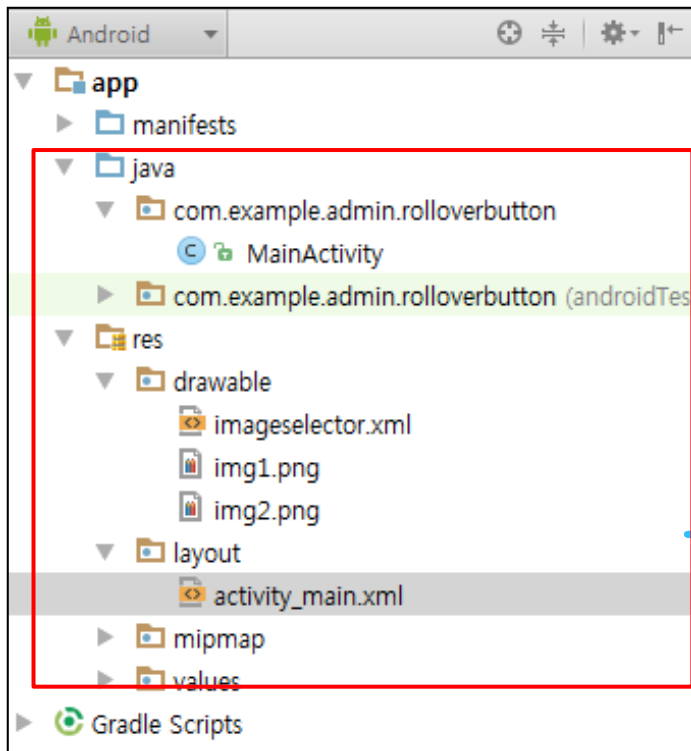 Android
app
manifests
java
com.example.admin.rolloverbutton
C MainActivity
com.example.admin.rolloverbutton (androidTes
res
drawable
imageselector.xml
img1.png
img2.png
layout
activity_main.xml
mipmap
values
Gradle Scripts